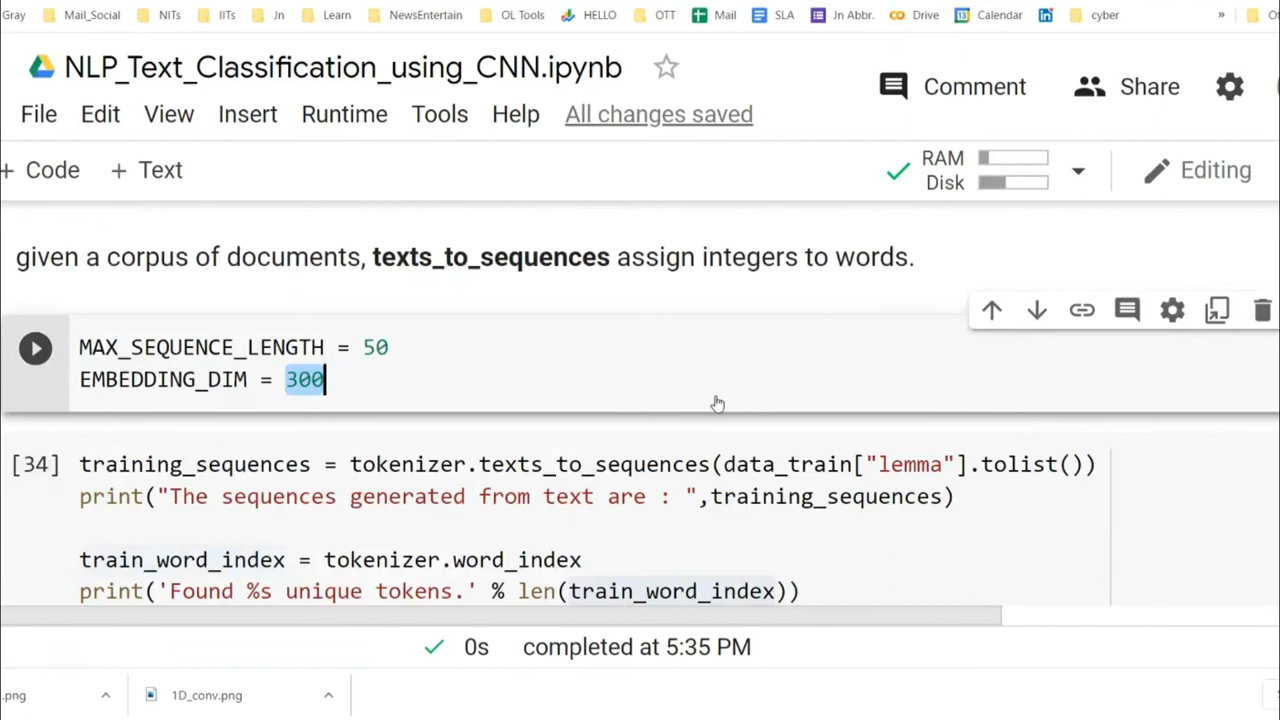 Gray Mail_Social NITs IITs Jn Learn NewsEntertain OL Tools HELLO OTT Mail SLA Jn Abbr. Drive Calendar cyber »
NLP_Text_Classification_using_CNN.ipynb
Comment Share
File Edit View Insert Runtime Tools Help All changes saved
+ Code + Text
RAM
Disk
Editing
given a corpus of documents, texts_to_sequences assign integers to words.
MAX_SEQUENCE_LENGTH = 50
EMBEDDING_DIM = 300
[34] training_sequences = tokenizer.texts_to_sequences(data_train["lemma"].tolist())
print("The sequences generated from text are : ",training_sequences)
train_word_index = tokenizer.word_index
print('Found %s unique tokens.' % len(train_word_index))
0s completed at 5:35 PM
.png 1D_conv.png